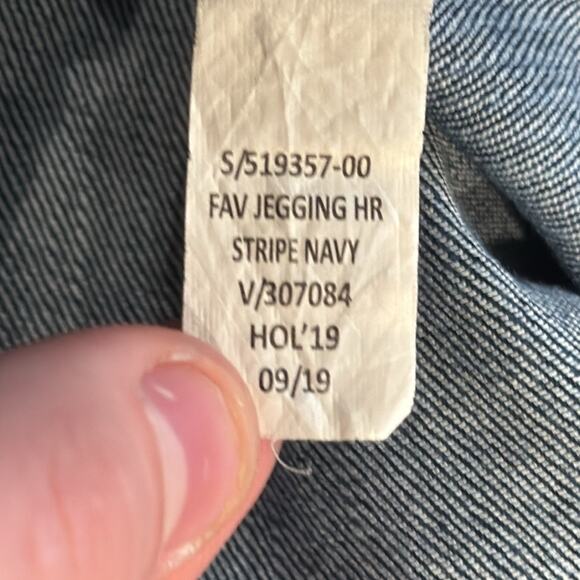 S/519357-00
FAV JEGGING HR
STRIPE NAVY
V/307084
HOL'19
09/19